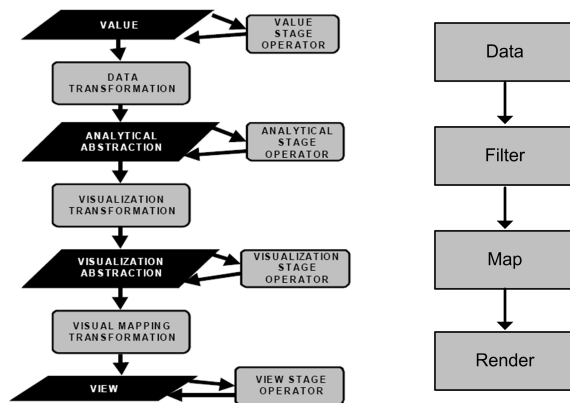 VALUE
VALUE
STAGE
OPERATOR
DATA
TRANSFORMATION
ANALYTICAL
ABSTRACTION
ANALYTICAL
STAGE
OPERATOR
VISUALIZATION
TRANSFORMATION
VISUALIZATION
ABSTRACTION
VISUALIZATION
STAGE
OPERATOR
VISUAL MAPPING
TRANSFORMATION
VIEW
VIEW STAGE
OPERATOR
Data
Filter
Map
Render